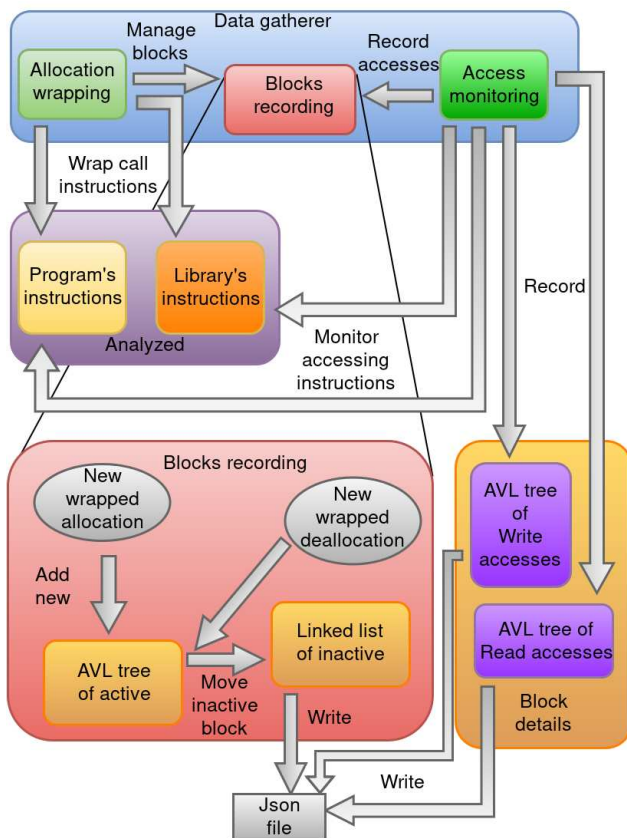 Data gatherer
Manage
blocks
Record
accesses
Allocation
wrapping
Blocks
recording
Access
monitoring
Wrap call
instructions
Program's
instructions
Library's
instructions
Analyzed
Monitor
accessing
instructions
Record
Blocks recording
New
wrapped
allocation
New
wrapped
deallocation
Add
new
AVL tree
of active
Move
inactive
block
Linked list
of inactive
Write
AVL tree
of
Write
accesses
AVL tree of
Read accesses
Block
details
Write
Json
file